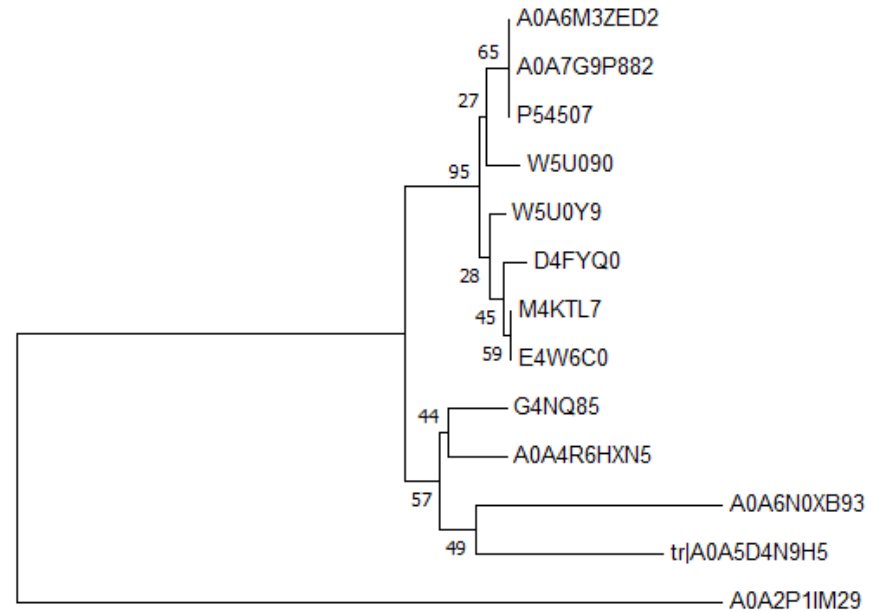 A0A6M3ZED2
65
A0A7G9P882
27
P54507
95
W5U090
W5U0Y9
D4FYQ0
28
M4KTL7
45
59
E4W6C0
G4NQ85
44
A0A4R6HXN5
57
A0A6N0XB93
49
tr|A0A5D4N9H5
A0A2P1IM29